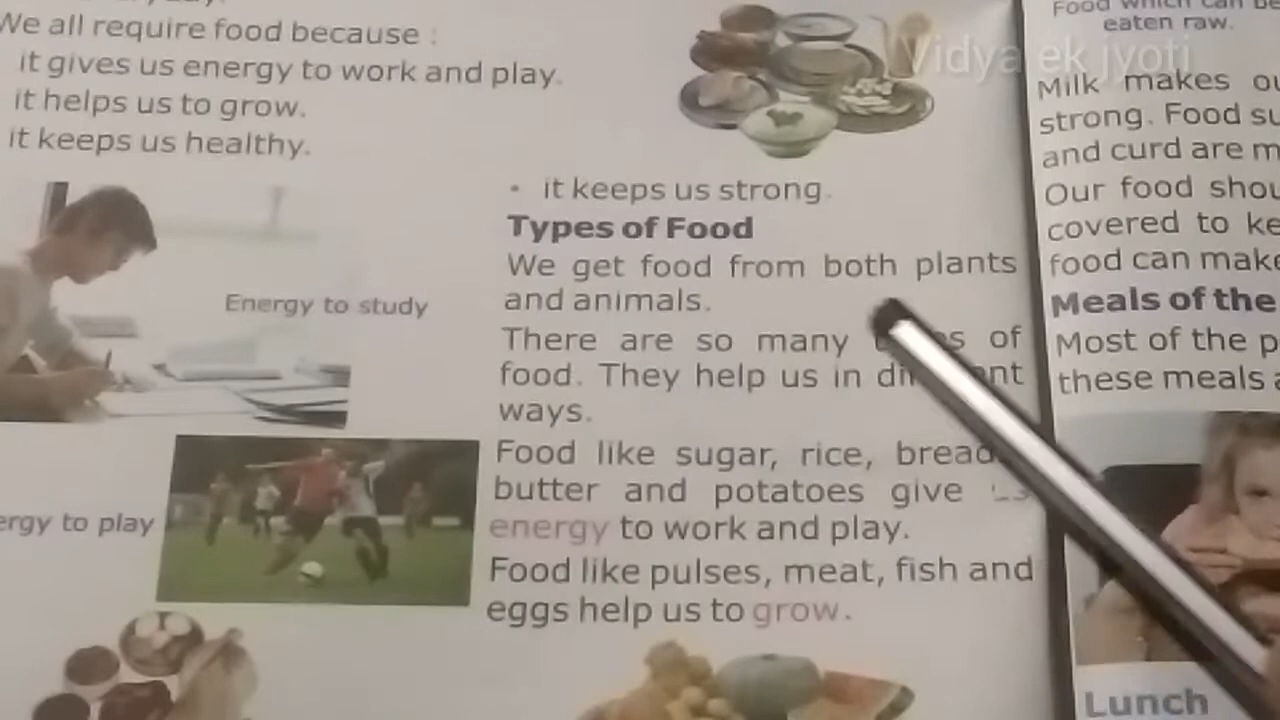 We all require food because :
it gives us energy to work and play.
it helps us to grow.
it keeps us healthy.
Energy to study
to play
• it keeps us strong.
Types of Food
We get food from both plants
and animals.
There are so many of
food. They help us in
ways.
Food like sugar, rice, bread
butter and potatoes give
energy to work and play.
Food like pulses, meat, fish and
eggs help us to grow.
Vidya ek jyoti
Food which can be
eaten raw.
Milk makes
strong. Food
and curd are
Our food
covered to
food can make
Meals of the
Most of the
these meals
Lunch